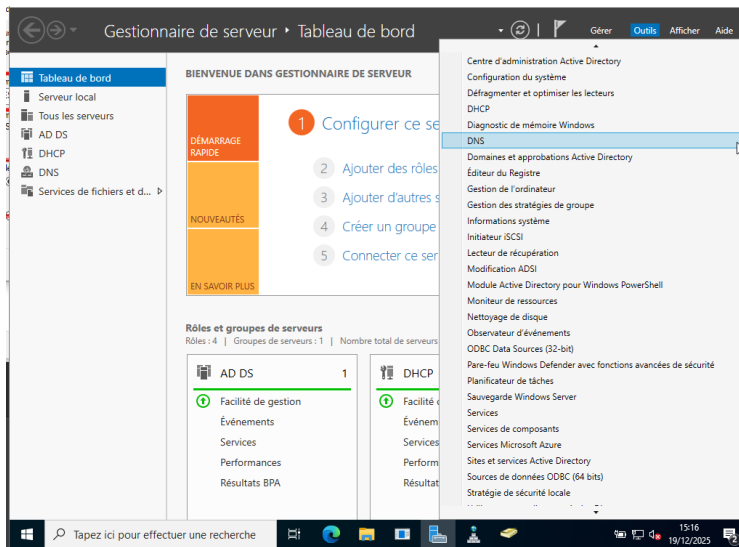 Gestionnaire de serveur • Tableau de bord
Gérer Outils Afficher Aide
Tableau de bord
Serveur local
Tous les serveurs
AD DS
DHCP
DNS
Services de fichiers et d...
BIENVENUE DANS GESTIONNAIRE DE SERVEUR
DÉMARRAGE
RAPIDE
NOUVEAUTÉS
EN SAVOIR PLUS
1 Configurer ce se
2 Ajouter des rôles
3 Ajouter d'autres s
4 Créer un groupe
5 Connecter ce ser
Rôles et groupes de serveurs
Rôles : 4 | Groupes de serveurs : 1 | Nombre total de serveurs
AD DS 1
Facilité de gestion
Événements
Services
Performances
Résultats BPA
DHCP
Facilité
Événem
Services
Perform
Résultat
Centre d'administration Active Directory
Configuration du système
Défragmenter et optimiser les lecteurs
DHCP
Diagnostic de mémoire Windows
DNS
Domaines et approbations Active Directory
Éditeur du Registre
Gestion de l'ordinateur
Gestion des stratégies de groupe
Informations système
Initiateur iSCSI
Lecteur de récupération
Modification ADSI
Module Active Directory pour Windows PowerShell
Moniteur de ressources
Nettoyage de disque
Observateur d'événements
ODBC Data Sources (32-bit)
Pare-feu Windows Defender avec fonctions avancées de sécurité
Planificateur de tâches
Sauvegarde Windows Server
Services
Services de composants
Services Microsoft Azure
Sites et services Active Directory
Sources de données ODBC (64 bits)
Stratégie de sécurité locale
Tapez ici pour effectuer une recherche
15:16
19/12/2025
2